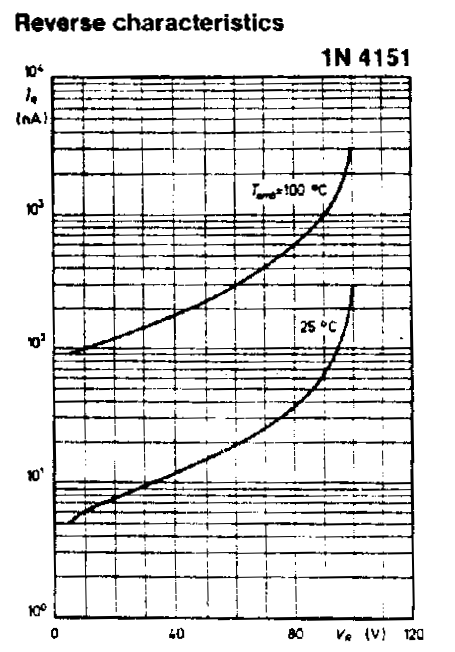 Reverse characteristics
1N 4151
10⁴
I_R
(nA)
T_amb=100 °C
10³
25 °C
10²
10¹
10⁰
0 40 80 V_R (V) 120